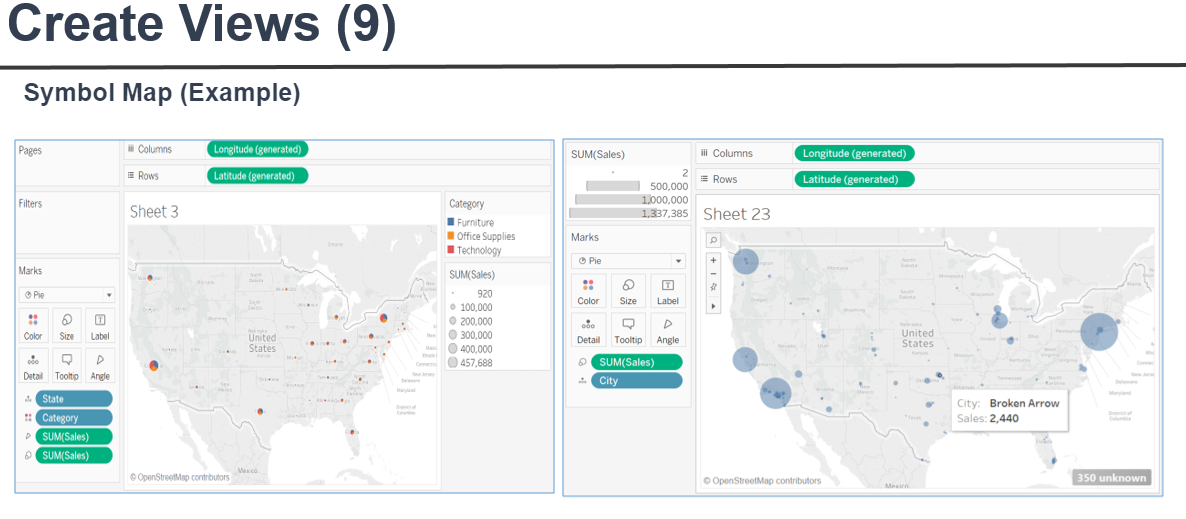 Create Views (9)
Symbol Map (Example)
Pages
Columns
Longitude (generated)
Rows
Latitude (generated)
Filters
Sheet 3
Category
Furniture
Office Supplies
Technology
SUM(Sales)
920
100,000
200,000
300,000
400,000
457,688
Marks
Pie
Color
Size
Label
Detail
Tooltip
Angle
State
Category
SUM(Sales)
SUM(Sales)
United
States
Mexico
© OpenStreetMap contributors
SUM(Sales)
2
500,000
1,000,000
1,337,385
Columns
Longitude (generated)
Rows
Latitude (generated)
Sheet 23
Marks
Pie
Color
Size
Label
Detail
Tooltip
Angle
SUM(Sales)
City
United
States
City: Broken Arrow
Sales: 2,440
Mexico
© OpenStreetMap contributors
350 unknown